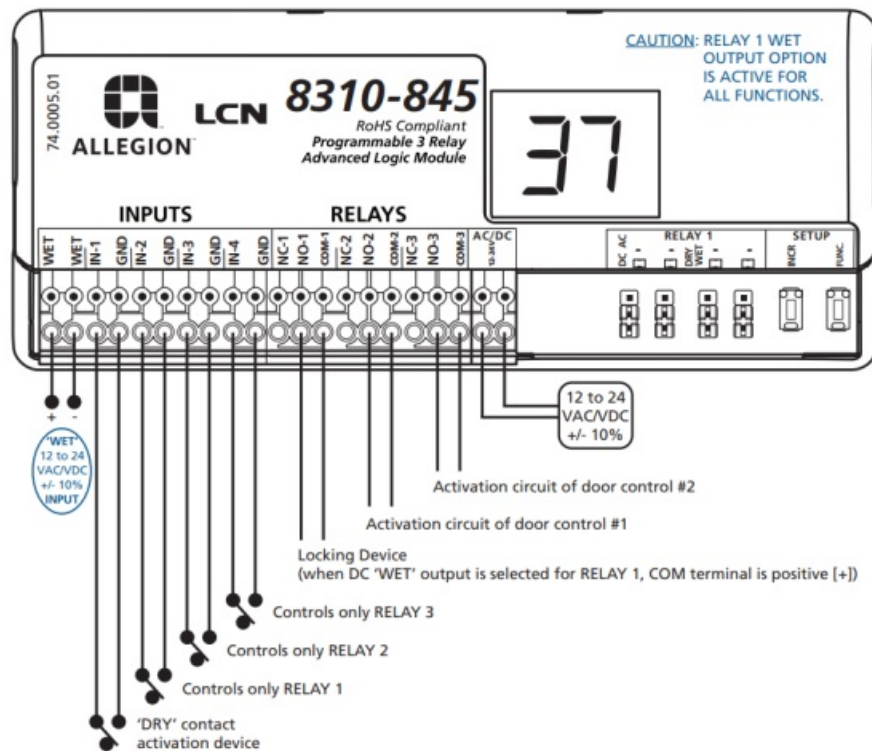 CAUTION: RELAY 1 WET
OUTPUT OPTION
IS ACTIVE FOR
ALL FUNCTIONS.
74.0005.01
ALLEGION
LCN
8310-845
RoHS Compliant
Programmable 3 Relay
Advanced Logic Module
37
INPUTS
RELAYS
WET WET IN-1 GND IN-2 GND IN-3 GND IN-4 GND NC-1 NO-1 COM-1 NC-2 NO-2 COM-2 NC-3 NO-3 COM-3
AC/DC
12-24V
DC AC
RELAY 1
DRY WET
SETUP
INCR
FUNC.
+ -
'WET'
12 to 24
VAC/VDC
+/- 10%
INPUT
12 to 24
VAC/VDC
+/- 10%
Activation circuit of door control #2
Activation circuit of door control #1
Locking Device
(when DC 'WET' output is selected for RELAY 1, COM terminal is positive [+])
Controls only RELAY 3
Controls only RELAY 2
Controls only RELAY 1
'DRY' contact
activation device